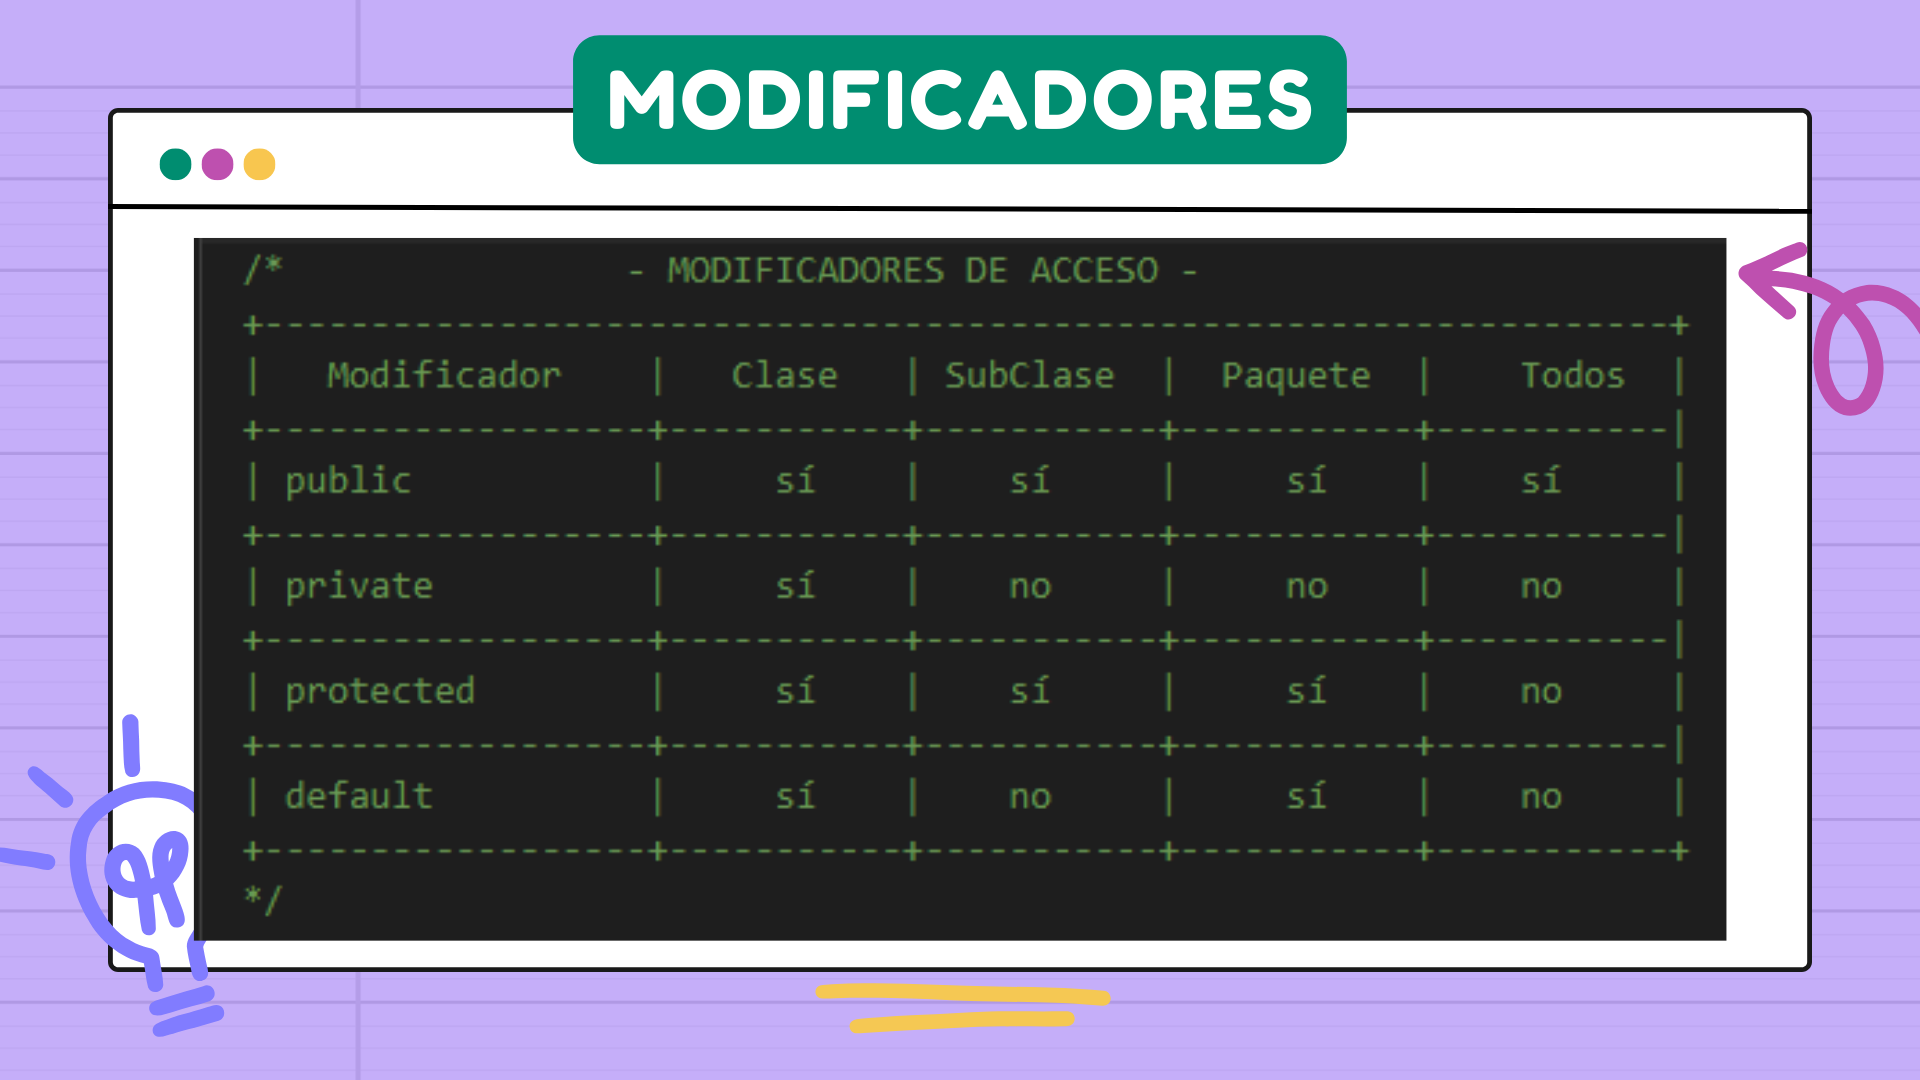 MODIFICADORES
/* - MODIFICADORES DE ACCESO -
+-------------------------------------------------------------------+
| Modificador | Clase | SubClase | Paquete | Todos |
+------------------+-----------+-----------+-----------+-----------|
| public | sí | sí | sí | sí |
+------------------+-----------+-----------+-----------+-----------|
| private | sí | no | no | no |
+------------------+-----------+-----------+-----------+-----------|
| protected | sí | sí | sí | no |
+------------------+-----------+-----------+-----------+-----------|
| default | sí | no | sí | no |
+------------------+-----------+-----------+-----------+-----------+
*/